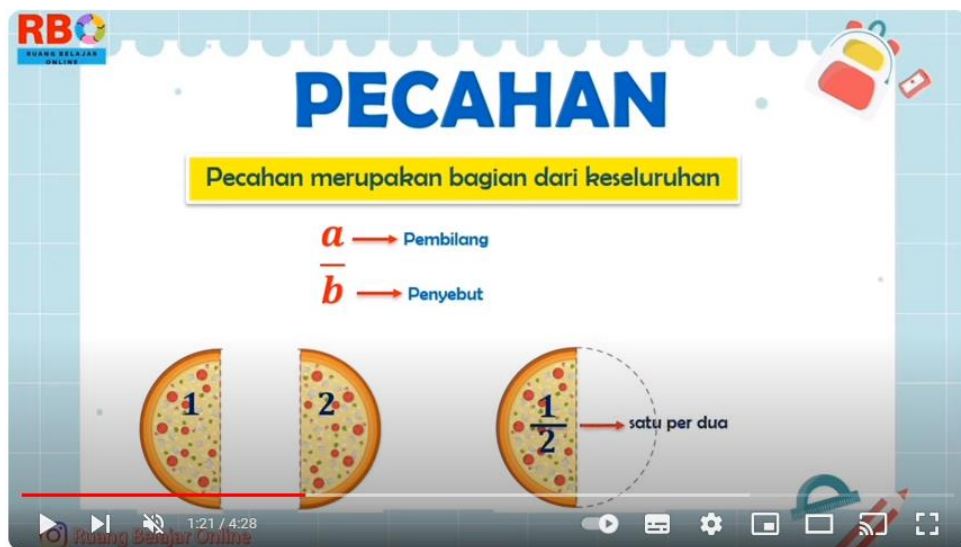 RBO
RUANG BELAJAR
ONLINE
PECAHAN
Pecahan merupakan bagian dari keseluruhan
a Pembilang
b Penyebut
1
2
1
2
satu per dua
1:21 / 4:28
Ruang Belajar Online